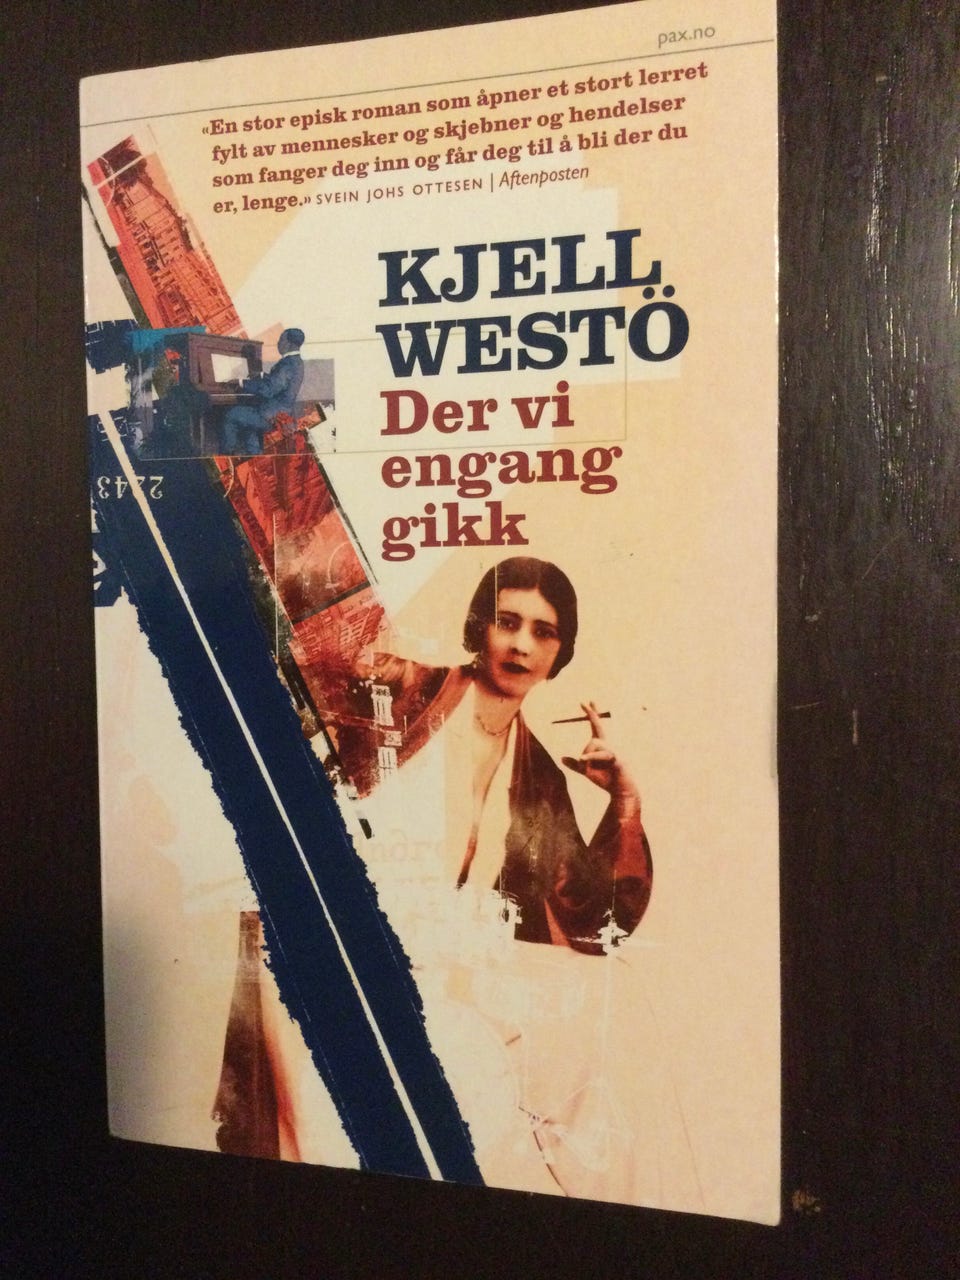 pax.no
«En stor episk roman som åpner et stort lerret
fylt av mennesker og skjebner og hendelser
som fanger deg inn og får deg til å bli der du
er, lenge.» SVEIN JOHS OTTESEN | Aftenposten
KJELL
WESTÖ
Der vi
engang
gikk
2243